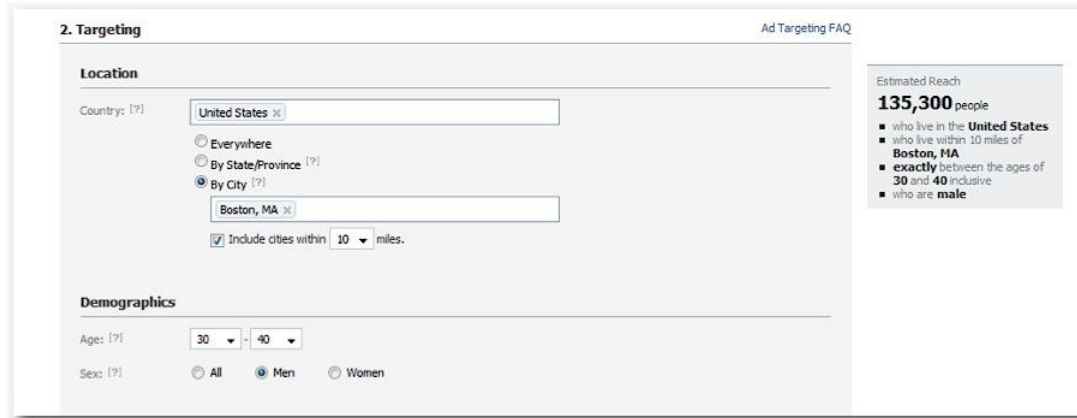 2. Targeting
Ad Targeting FAQ
Location
Country: [?]
United States ×
Everywhere
By State/Province [?]
By City [?]
Boston, MA ×
Include cities within 10 miles.
Demographics
Age: [?] 30 - 40
Sex: [?] All Men Women
Estimated Reach
135,300 people
who live in the United States
who live within 10 miles of
Boston, MA
exactly between the ages of
30 and 40 inclusive
who are male